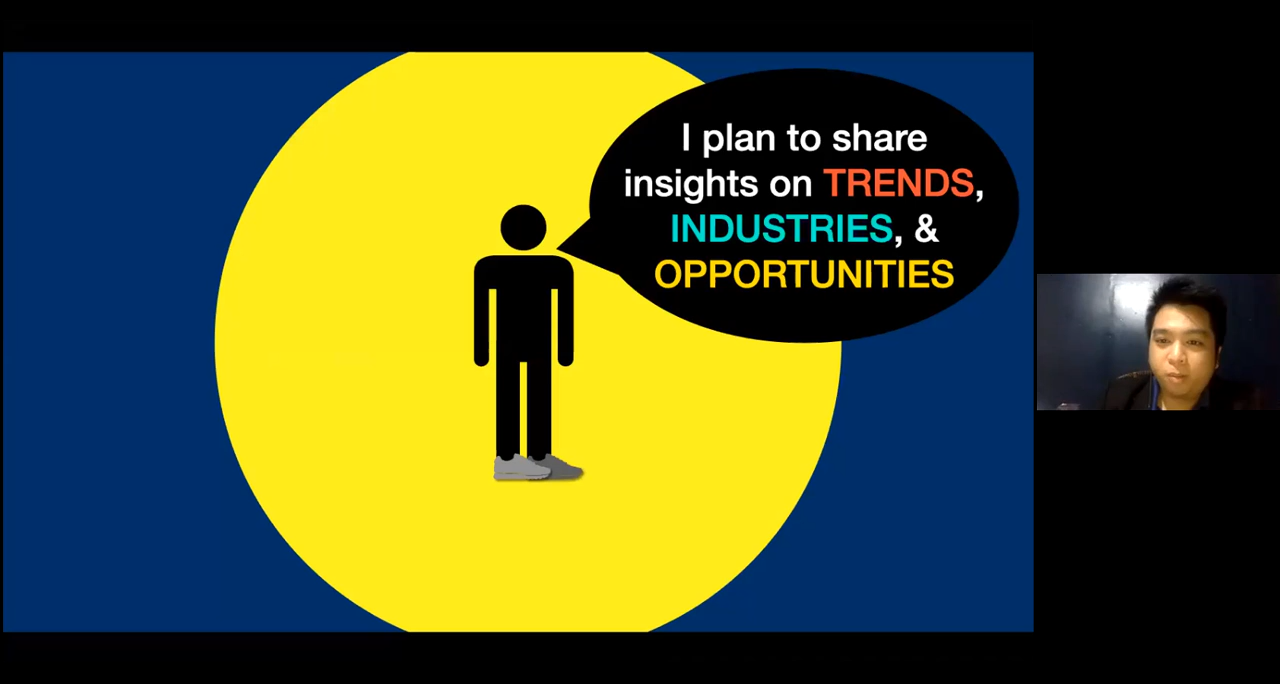 I plan to share
insights on TRENDS,
INDUSTRIES, &
OPPORTUNITIES